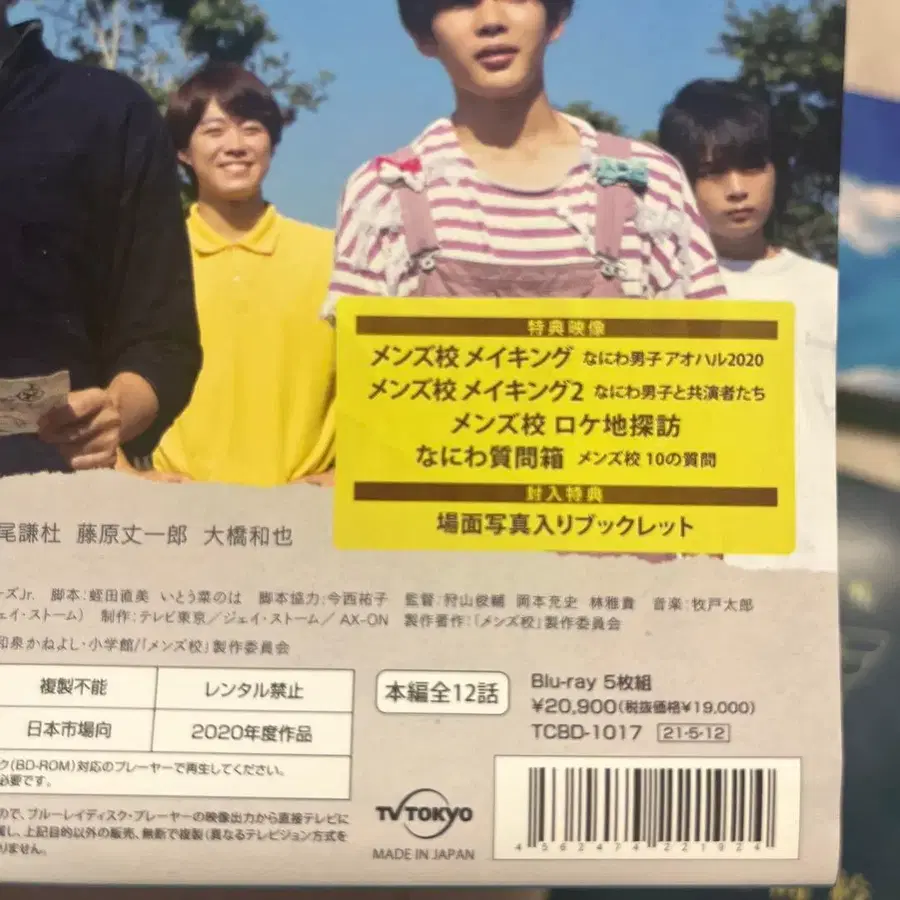 特典映像
メンズ校 メイキング なにわ男子 アオハル2020
メンズ校 メイキング2 なにわ男子と共演者たち
メンズ校 ロケ地探訪
なにわ質問箱 メンズ校 10の質問
封入特典
場面写真入りブックレット
尾謙杜 藤原丈一郎 大橋和也
ーズJr. 脚本:蛭田直美 いとう菜のは 脚本協力:今西祐子 監督:狩山俊輔 岡本充史 林雅貴 音楽:牧戸太郎
ジェイ・ストーム) 制作:テレビ東京/ジェイ・ストーム/AX-ON 製作著作:「メンズ校」製作委員会
和泉かねよし・小学館/「メンズ校」製作委員会
複製不能 レンタル禁止
日本市場向 2020年度作品
本編全12話
Blu-ray 5枚組
¥20,900(税抜価格¥19,000)
TCBD-1017 21・5・12
ク(BD-ROM)対応のプレーヤーで再生してください。
必要です。
ので、ブルーレイディスク・プレーヤーの映像出力から直接テレビに
属し、上記目的以外の販売、無断で複製(異なるテレビジョン方式を
りません。
TV TOKYO
MADE IN JAPAN
4562474221924